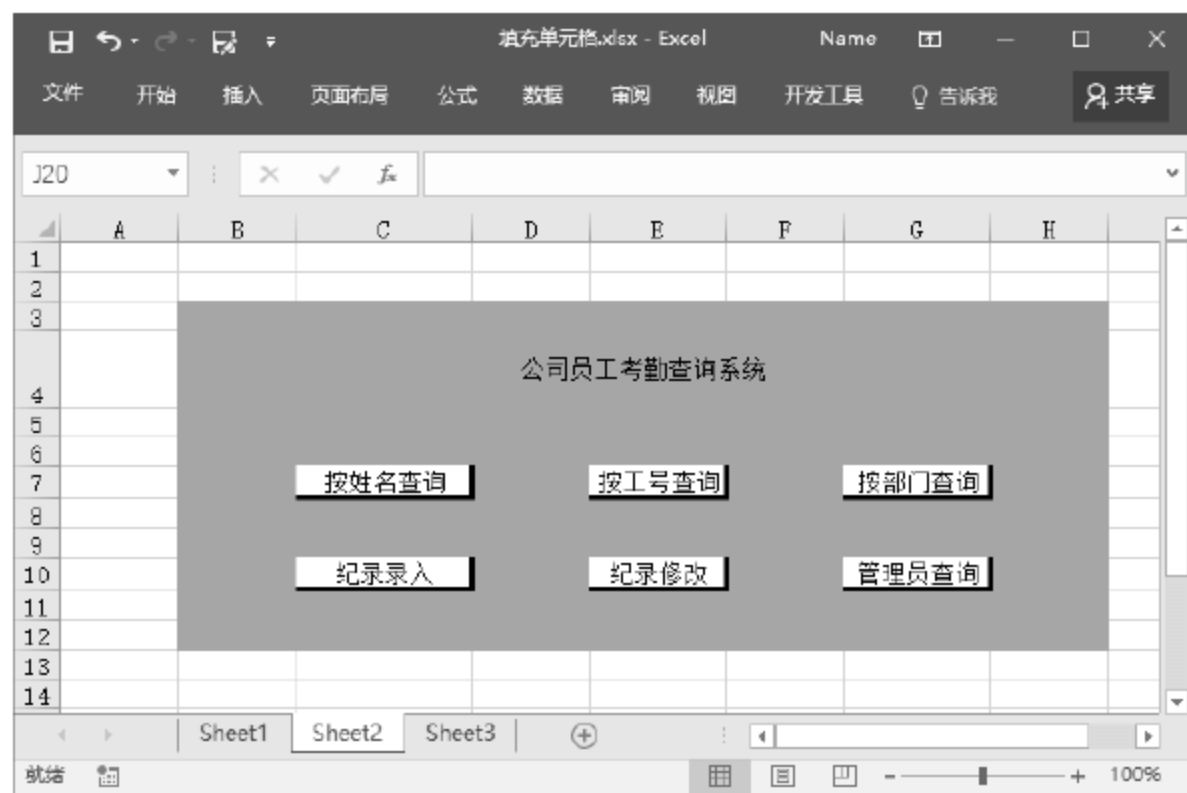 填充单元格.xlsx - Excel Name
文件 开始 插入 页面布局 公式 数据 审阅 视图 开发工具 告诉我 共享
J20 fx
A B C D E F G H
1
2
3
公司员工考勤查询系统
4
5
6
7 按姓名查询 按工号查询 按部门查询
8
9
10 纪录录入 纪录修改 管理员查询
11
12
13
14
Sheet1 Sheet2 Sheet3
就绪 100%